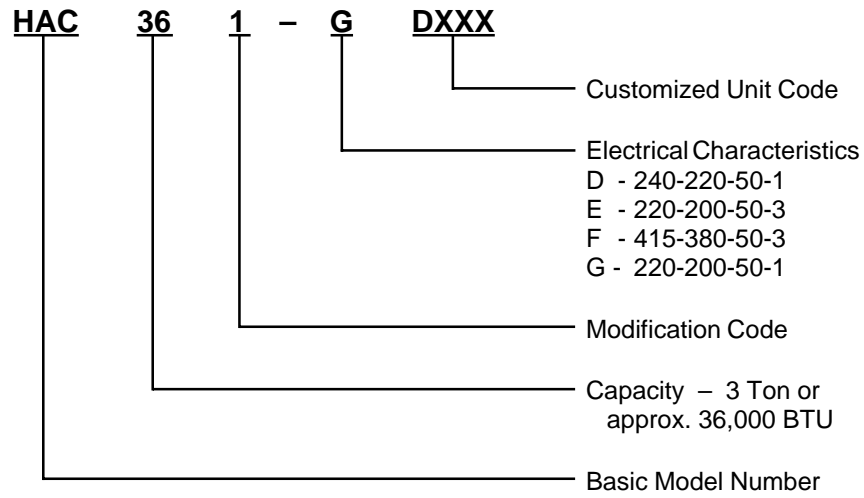 HAC 36 1 – G DXXX
Customized Unit Code
Electrical Characteristics
D - 240-220-50-1
E - 220-200-50-3
F - 415-380-50-3
G - 220-200-50-1
Modification Code
Capacity – 3 Ton or
approx. 36,000 BTU
Basic Model Number